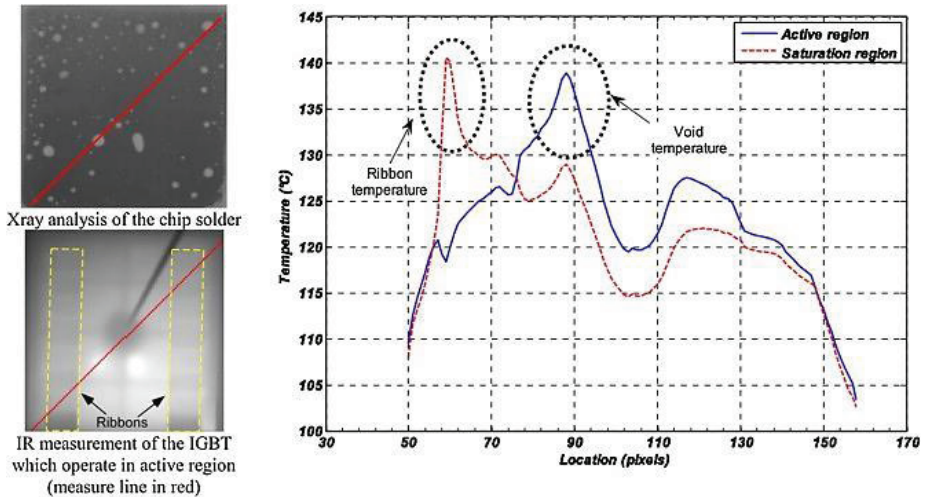 Xray analysis of the chip solder
Ribbons
IR measurement of the IGBT
which operate in active region
(measure line in red)
145
140
135
130
125
120
115
110
105
100
Temperature (°C)
Active region
Saturation region
Ribbon
temperature
Void
temperature
30 50 70 90 110 130 150 170
Location (pixels)